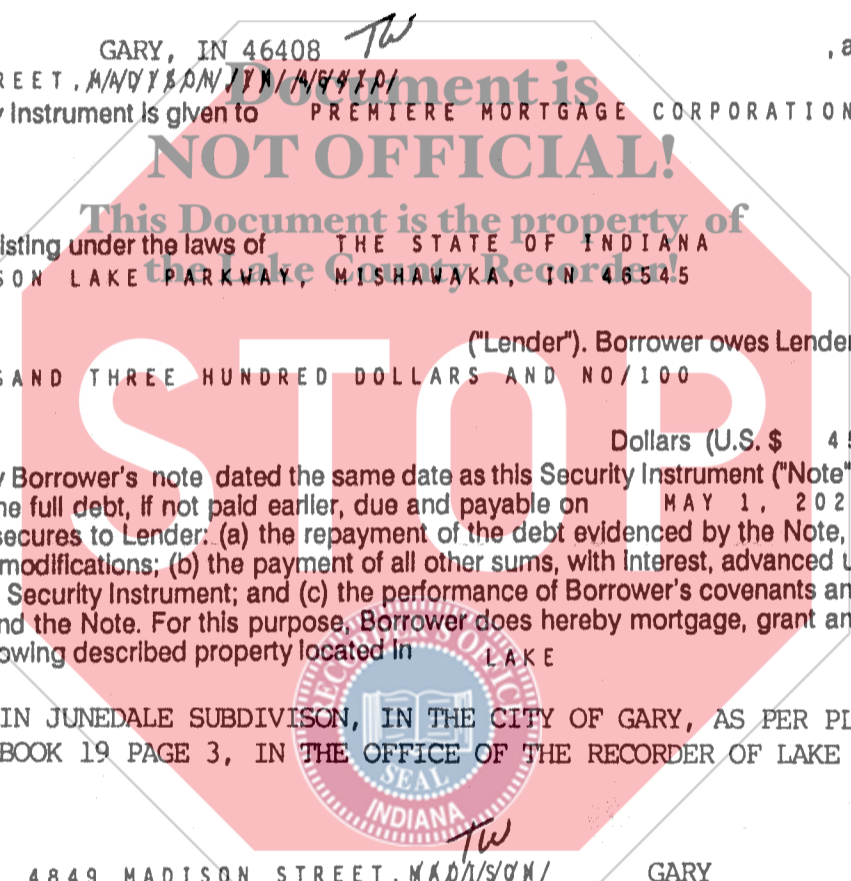 GARY, IN 46408 TW , a
REET, MADISON, IN 46410
y Instrument is given to PREMIERE MORTGAGE CORPORATION
Document is
NOT OFFICIAL!
This Document is the property of
the Lake County Recorder!
isting under the laws of THE STATE OF INDIANA
SON LAKE PARKWAY, MISHAWAKA, IN 46545
("Lender"). Borrower owes Lender
SAND THREE HUNDRED DOLLARS AND NO/100
STOP
Dollars (U.S. $ 4
y Borrower's note dated the same date as this Security Instrument ("Note"
he full debt, if not paid earlier, due and payable on MAY 1, 202
secures to Lender: (a) the repayment of the debt evidenced by the Note,
modifications; (b) the payment of all other sums, with interest, advanced u
Security Instrument; and (c) the performance of Borrower's covenants an
nd the Note. For this purpose, Borrower does hereby mortgage, grant an
owing described property located in LAKE
IN JUNEDALE SUBDIVISON, IN THE CITY OF GARY, AS PER PL
BOOK 19 PAGE 3, IN THE OFFICE OF THE RECORDER OF LAKE
RECORDER'S OFFICE
SEAL
INDIANA
TW
4849 MADISON STREET, MADISON GARY